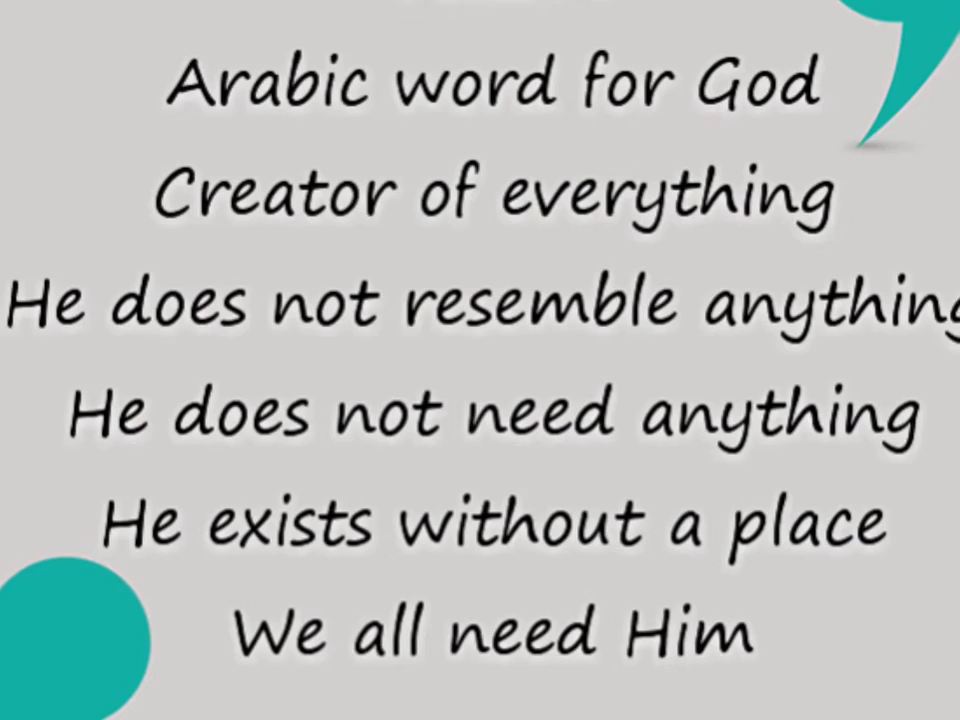 Arabic word for God
Creator of everything
He does not resemble anything
He does not need anything
He exists without a place
We all need Him